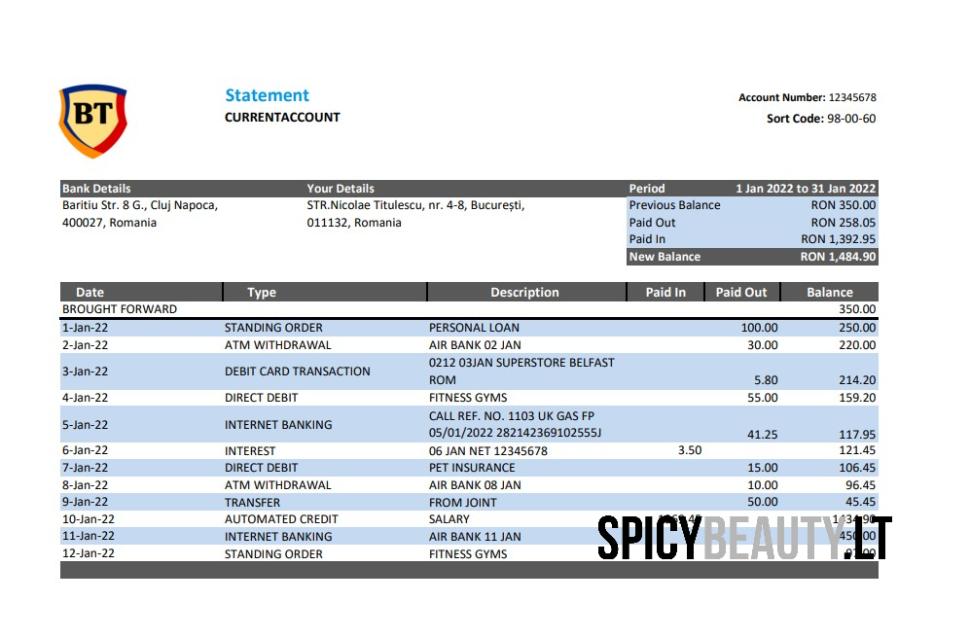 BT
Statement
CURRENTACCOUNT
Account Number: 12345678
Sort Code: 98-00-60
Bank Details Your Details
Baritiu Str. 8 G., Cluj Napoca, STR.Nicolae Titulescu, nr. 4-8, București,
400027, Romania 011132, Romania
Period 1 Jan 2022 to 31 Jan 2022
Previous Balance RON 350.00
Paid Out RON 258.05
Paid In RON 1,392.95
New Balance RON 1,484.90
Date Type Description Paid In Paid Out Balance
BROUGHT FORWARD 350.00
1-Jan-22 STANDING ORDER PERSONAL LOAN 100.00 250.00
2-Jan-22 ATM WITHDRAWAL AIR BANK 02 JAN 30.00 220.00
3-Jan-22 DEBIT CARD TRANSACTION 0212 03JAN SUPERSTORE BELFAST
ROM 5.80 214.20
4-Jan-22 DIRECT DEBIT FITNESS GYMS 55.00 159.20
5-Jan-22 INTERNET BANKING CALL REF. NO. 1103 UK GAS FP
05/01/2022 282142369102555J 41.25 117.95
6-Jan-22 INTEREST 06 JAN NET 12345678 3.50 121.45
7-Jan-22 DIRECT DEBIT PET INSURANCE 15.00 106.45
8-Jan-22 ATM WITHDRAWAL AIR BANK 08 JAN 10.00 96.45
9-Jan-22 TRANSFER FROM JOINT 50.00 45.45
10-Jan-22 AUTOMATED CREDIT SALARY
11-Jan-22 INTERNET BANKING AIR BANK 11 JAN
12-Jan-22 STANDING ORDER FITNESS GYMS
SPICYBEAUTY.LT